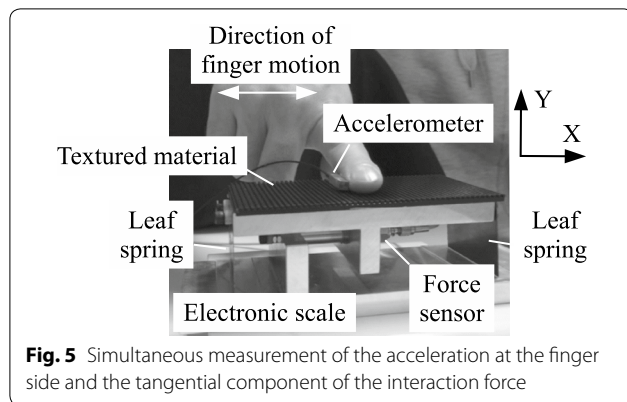 Direction of
finger motion
Accelerometer
Y
X
Textured material
Leaf
spring
Leaf
spring
Electronic scale
Force
sensor
Fig. 5 Simultaneous measurement of the acceleration at the finger
side and the tangential component of the interaction force